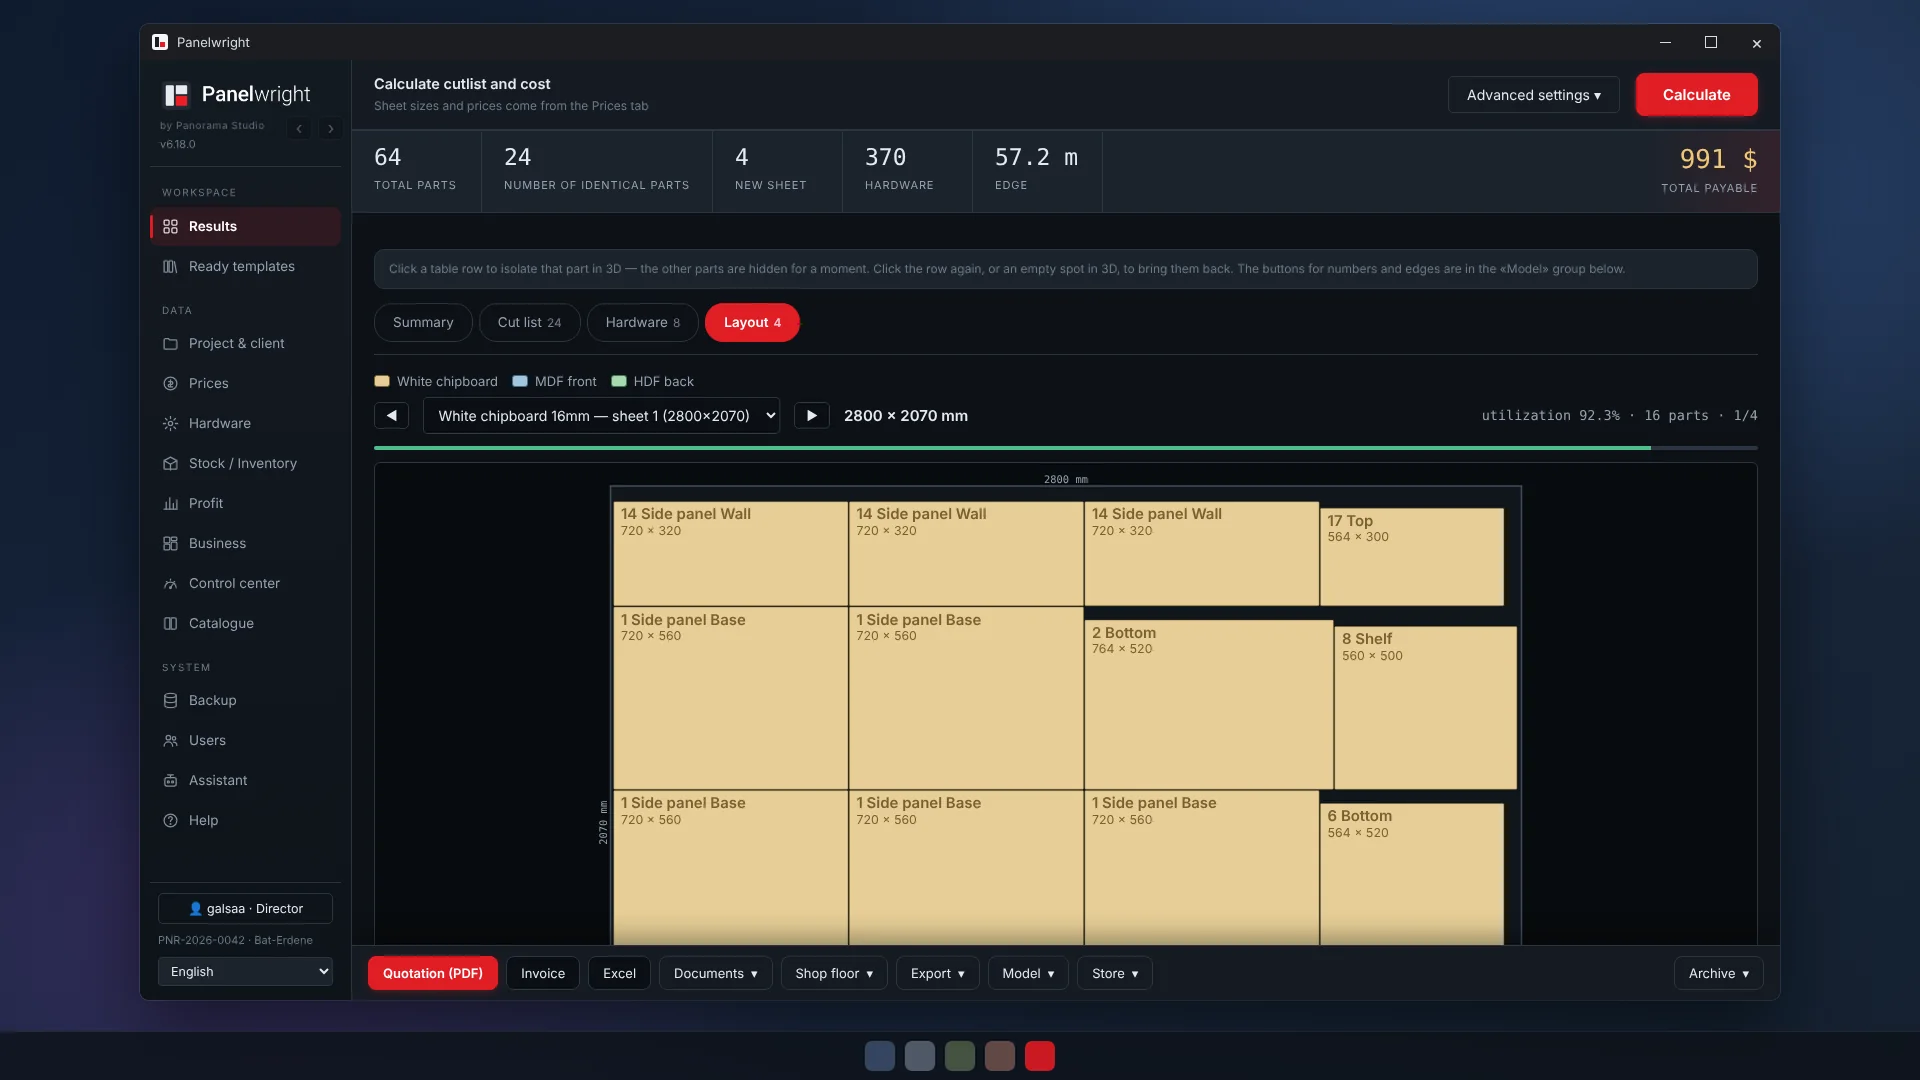 Panelwright
Panelwright
by Panorama Studio
v6.18.0
WORKSPACE
Results
Ready templates
DATA
Project & client
Prices
Hardware
Stock / Inventory
Profit
Business
Control center
Catalogue
SYSTEM
Backup
Users
Assistant
Help
galsaa · Director
PNR-2026-0042 · Bat-Erdene
English
Calculate cutlist and cost
Sheet sizes and prices come from the Prices tab
Advanced settings ▾
Calculate
64
TOTAL PARTS
24
NUMBER OF IDENTICAL PARTS
4
NEW SHEET
370
HARDWARE
57.2 m
EDGE
991 $
TOTAL PAYABLE
Click a table row to isolate that part in 3D — the other parts are hidden for a moment. Click the row again, or an empty spot in 3D, to bring them back. The buttons for numbers and edges are in the «Model» group below.
Summary
Cut list 24
Hardware 8
Layout 4
White chipboard
MDF front
HDF back
White chipboard 16mm — sheet 1 (2800×2070)
2800 × 2070 mm
utilization 92.3% · 16 parts · 1/4
2800 mm
14 Side panel Wall
720 × 320
14 Side panel Wall
720 × 320
14 Side panel Wall
720 × 320
17 Top
564 × 300
1 Side panel Base
720 × 560
1 Side panel Base
720 × 560
2 Bottom
764 × 520
8 Shelf
560 × 500
2070 mm
1 Side panel Base
720 × 560
1 Side panel Base
720 × 560
1 Side panel Base
720 × 560
6 Bottom
564 × 520
Quotation (PDF)
Invoice
Excel
Documents ▾
Shop floor ▾
Export ▾
Model ▾
Store ▾
Archive ▾